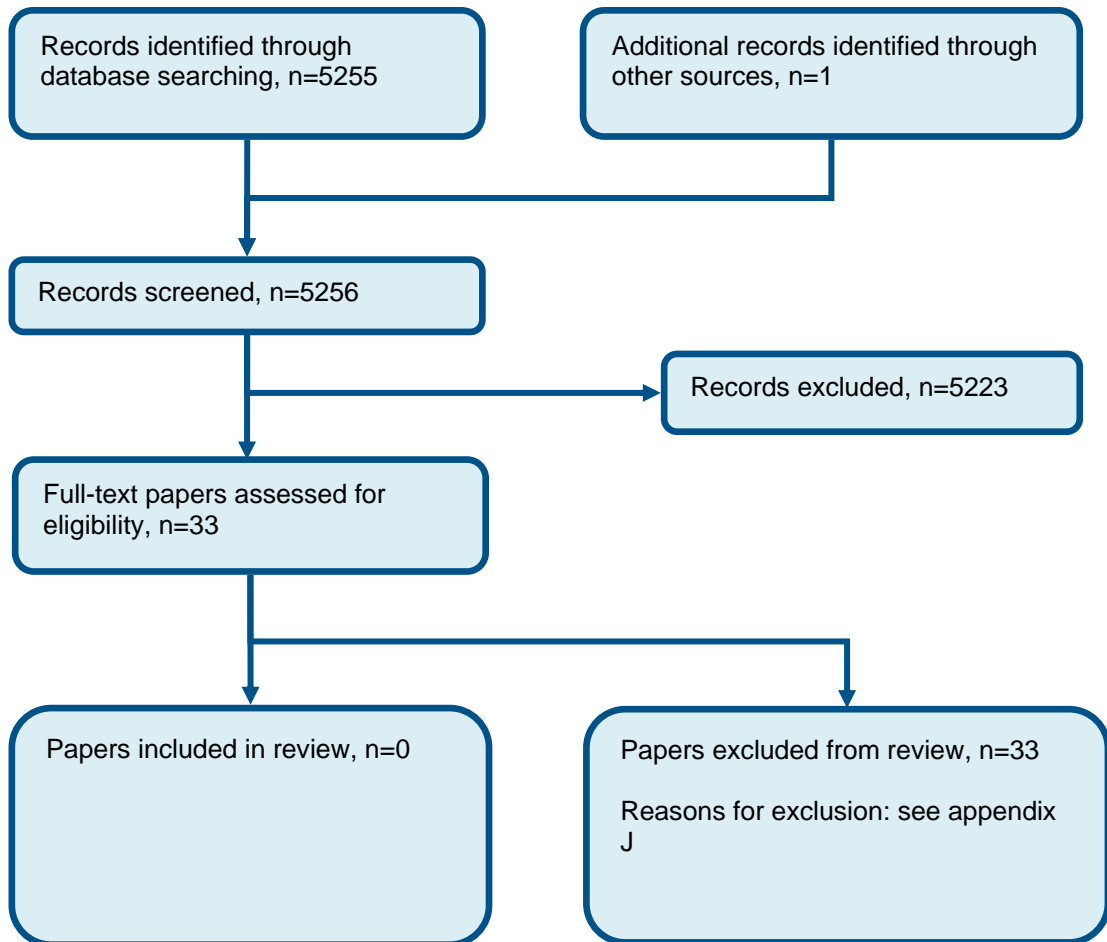 Records identified through
database searching, n=5255
Additional records identified through
other sources, n=1
Records screened, n=5256
Records excluded, n=5223
Full-text papers assessed for
eligibility, n=33
Papers included in review, n=0
Papers excluded from review, n=33
Reasons for exclusion: see appendix
J